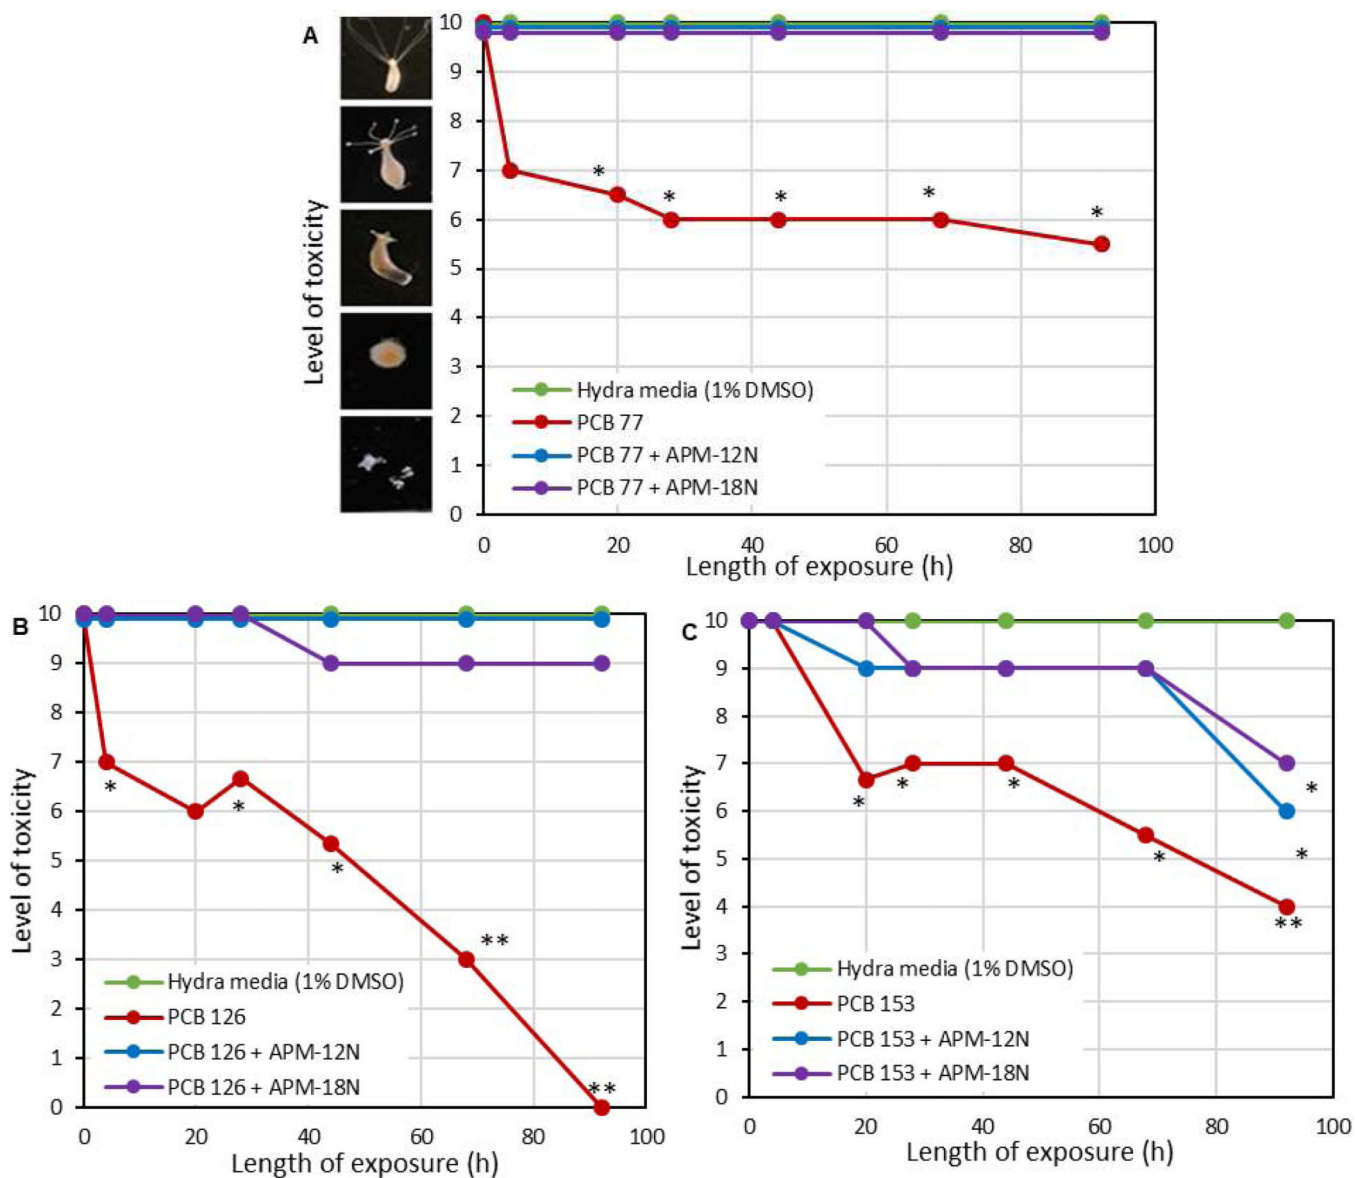 A
Level of toxicity
10
9
8
7
6
5
4
3
2
1
0
*
*
*
*
*
Hydra media (1% DMSO)
PCB 77
PCB 77 + APM-12N
PCB 77 + APM-18N
0 20 40 60 80 100
Length of exposure (h)
B
Level of toxicity
10
9
8
7
6
5
4
3
2
1
0
*
*
*
**
**
Hydra media (1% DMSO)
PCB 126
PCB 126 + APM-12N
PCB 126 + APM-18N
0 20 40 60 80 100
Length of exposure (h)
C
Level of toxicity
10
9
8
7
6
5
4
3
2
1
0
*
*
*
*
*
*
**
Hydra media (1% DMSO)
PCB 153
PCB 153 + APM-12N
PCB 153 + APM-18N
0 20 40 60 80 100
Length of exposure (h)